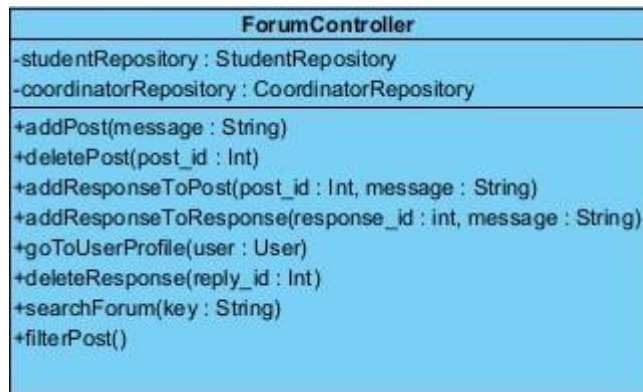 ForumController
-studentRepository : StudentRepository
-coordinatorRepository : CoordinatorRepository
+addPost(message : String)
+deletePost(post_id : Int)
+addResponseToPost(post_id : Int, message : String)
+addResponseToResponse(response_id : int, message : String)
+goToUserProfile(user : User)
+deleteResponse(reply_id : Int)
+searchForum(key : String)
+filterPost()